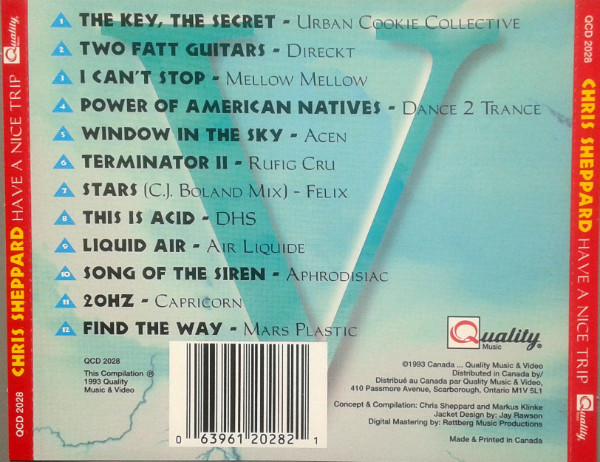 1 THE KEY, THE SECRET - URBAN COOKIE COLLECTIVE
2 TWO FATT GUITARS - DIRECKT
3 I CAN'T STOP - MELLOW MELLOW
4 POWER OF AMERICAN NATIVES - DANCE 2 TRANCE
5 WINDOW IN THE SKY - ACEN
6 TERMINATOR II - RUFIG CRU
7 STARS (C.J. BOLAND MIX) - FELIX
8 THIS IS ACID - DHS
9 LIQUID AIR - AIR LIQUIDE
10 SONG OF THE SIREN - APHRODISIAC
11 20HZ - CAPRICORN
12 FIND THE WAY - MARS PLASTIC
QCD 2028
This Compilation ℗
1993 Quality
Music & Video
0 63961 20282 1
Quality
Music
©1993 Canada ... Quality Music & Video
Distributed in Canada by/
Distribué au Canada par Quality Music & Video,
410 Passmore Avenue, Scarborough, Ontario M1V 5L1
Concept & Compilation: Chris Sheppard and Markus Klinke
Jacket Design by: Jay Rawson
Digital Mastering by: Rettberg Music Productions
Made & Printed in Canada
QCD 2028 CHRIS SHEPPARD HAVE A NICE TRIP Quality Music
QCD 2028 CHRIS SHEPPARD HAVE A NICE TRIP Quality Music